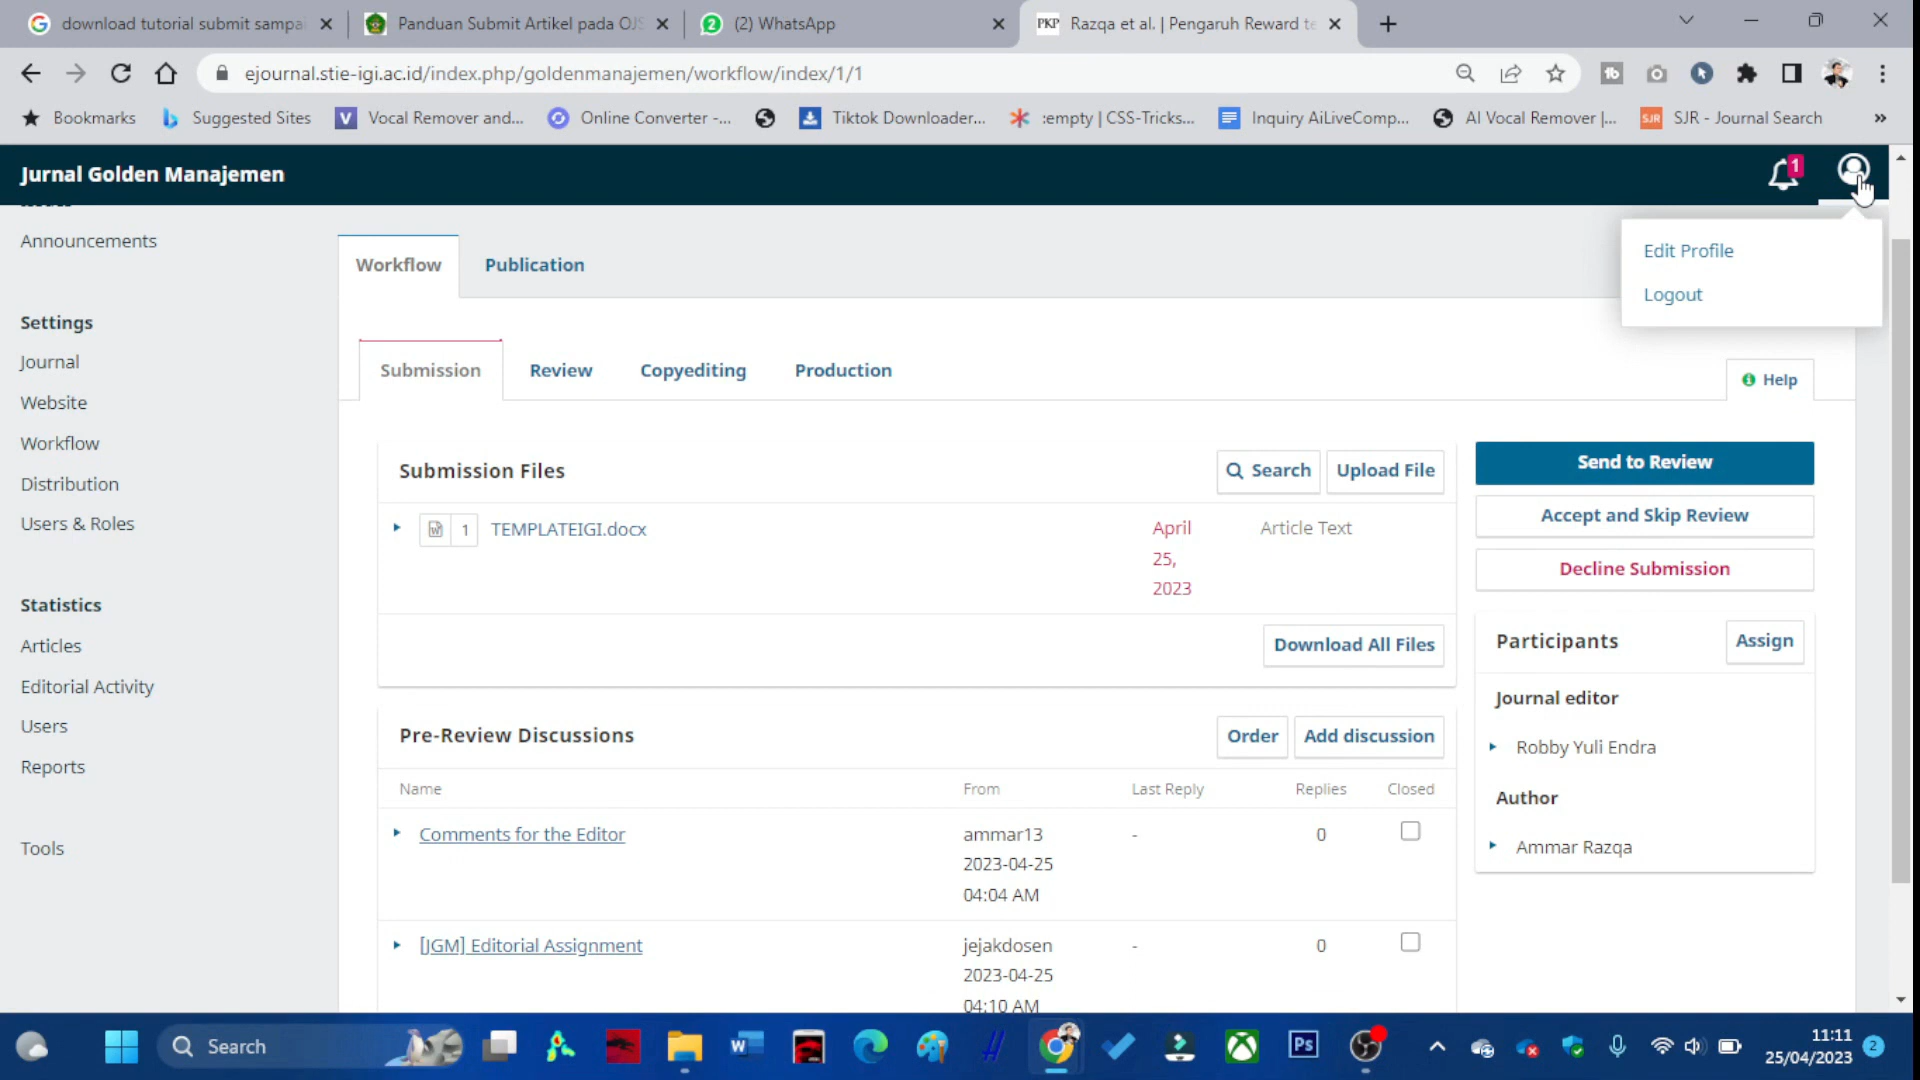 download tutorial submit sampa
Panduan Submit Artikel pada OJS
(2) WhatsApp
PKP Razqa et al. | Pengaruh Reward te
ejournal.stie-igi.ac.id/index.php/goldenmanajemen/workflow/index/1/1
Bookmarks
Suggested Sites
Vocal Remover and...
Online Converter -...
Tiktok Downloader...
:empty | CSS-Tricks...
Inquiry AiLiveComp...
AI Vocal Remover |...
SJR - Journal Search
»
Jurnal Golden Manajemen
1
Edit Profile
Logout
Announcements
Settings
Journal
Website
Workflow
Distribution
Users & Roles
Statistics
Articles
Editorial Activity
Users
Reports
Tools
Workflow
Publication
Submission
Review
Copyediting
Production
Help
Submission Files
Search
Upload File
1 TEMPLATEIGI.docx
April
25,
2023
Article Text
Download All Files
Send to Review
Accept and Skip Review
Decline Submission
Participants
Assign
Journal editor
Robby Yuli Endra
Author
Ammar Razqa
Pre-Review Discussions
Order
Add discussion
Name From Last Reply Replies Closed
Comments for the Editor
ammar13
2023-04-25
04:04 AM
-
0
[JGM] Editorial Assignment
jejakdosen
2023-04-25
04:10 AM
-
0
Search
11:11
25/04/2023
2